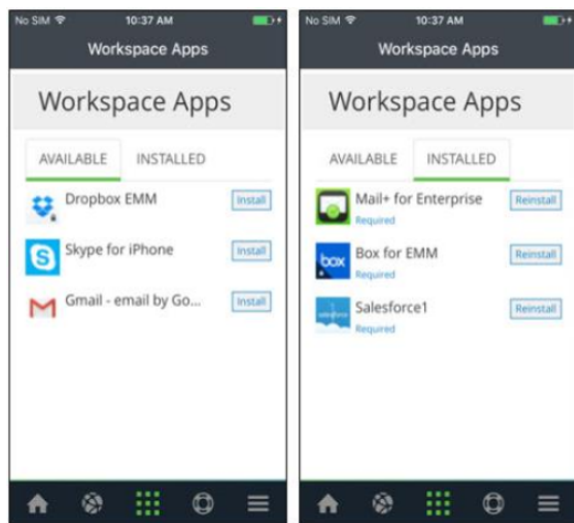 No SIM 10:37 AM
Workspace Apps
Workspace Apps
AVAILABLE INSTALLED
Dropbox EMM Install
Skype for iPhone Install
Gmail - email by Go... Install
No SIM 10:37 AM
Workspace Apps
Workspace Apps
AVAILABLE INSTALLED
Mail+ for Enterprise Reinstall
Required
box
Box for EMM Reinstall
Required
salesforce
Salesforce1 Reinstall
Required